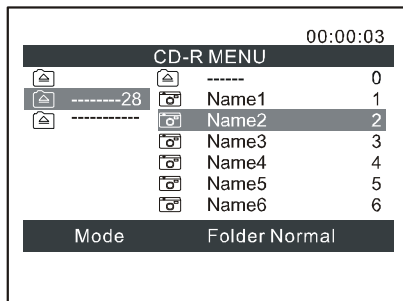 00:00:03
CD-R MENU
------ 0
--------28 Name1 1
----------- Name2 2
Name3 3
Name4 4
Name5 5
Name6 6
Mode Folder Normal